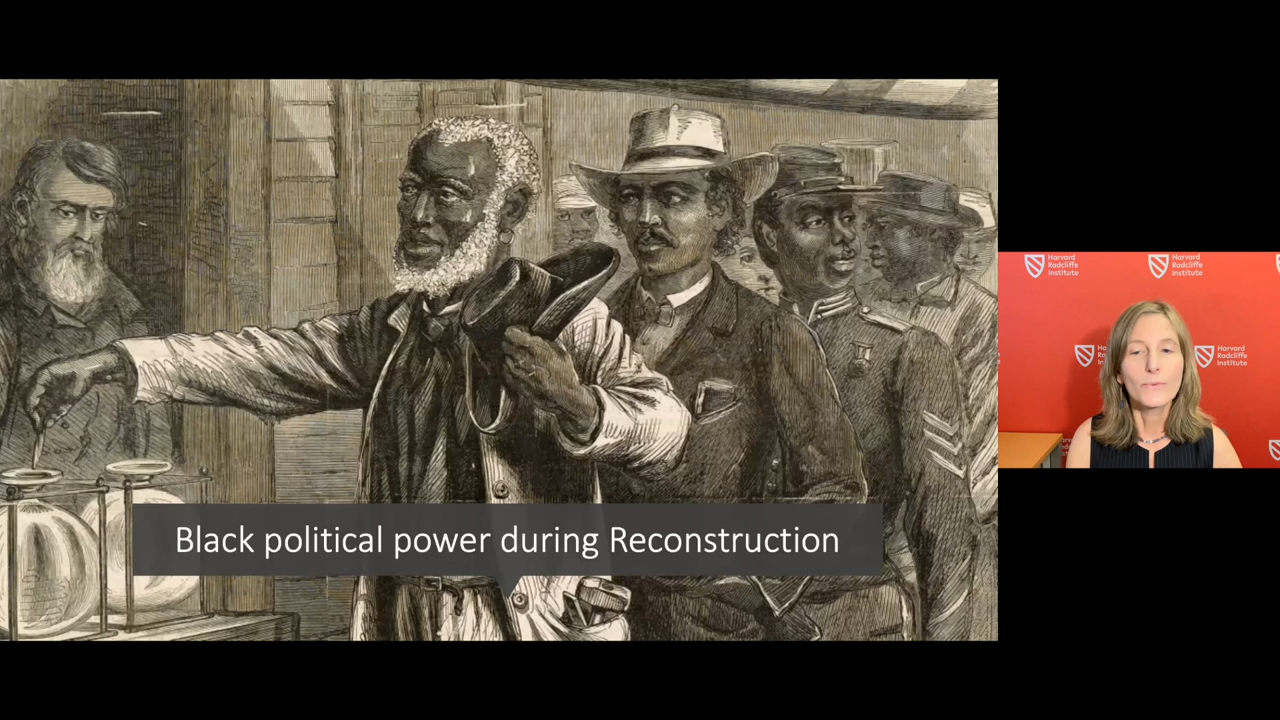 Black political power during Reconstruction
Harvard
Radcliffe
Institute
Harvard
Radcliffe
Institute
Harvard
Radcliffe
Institute